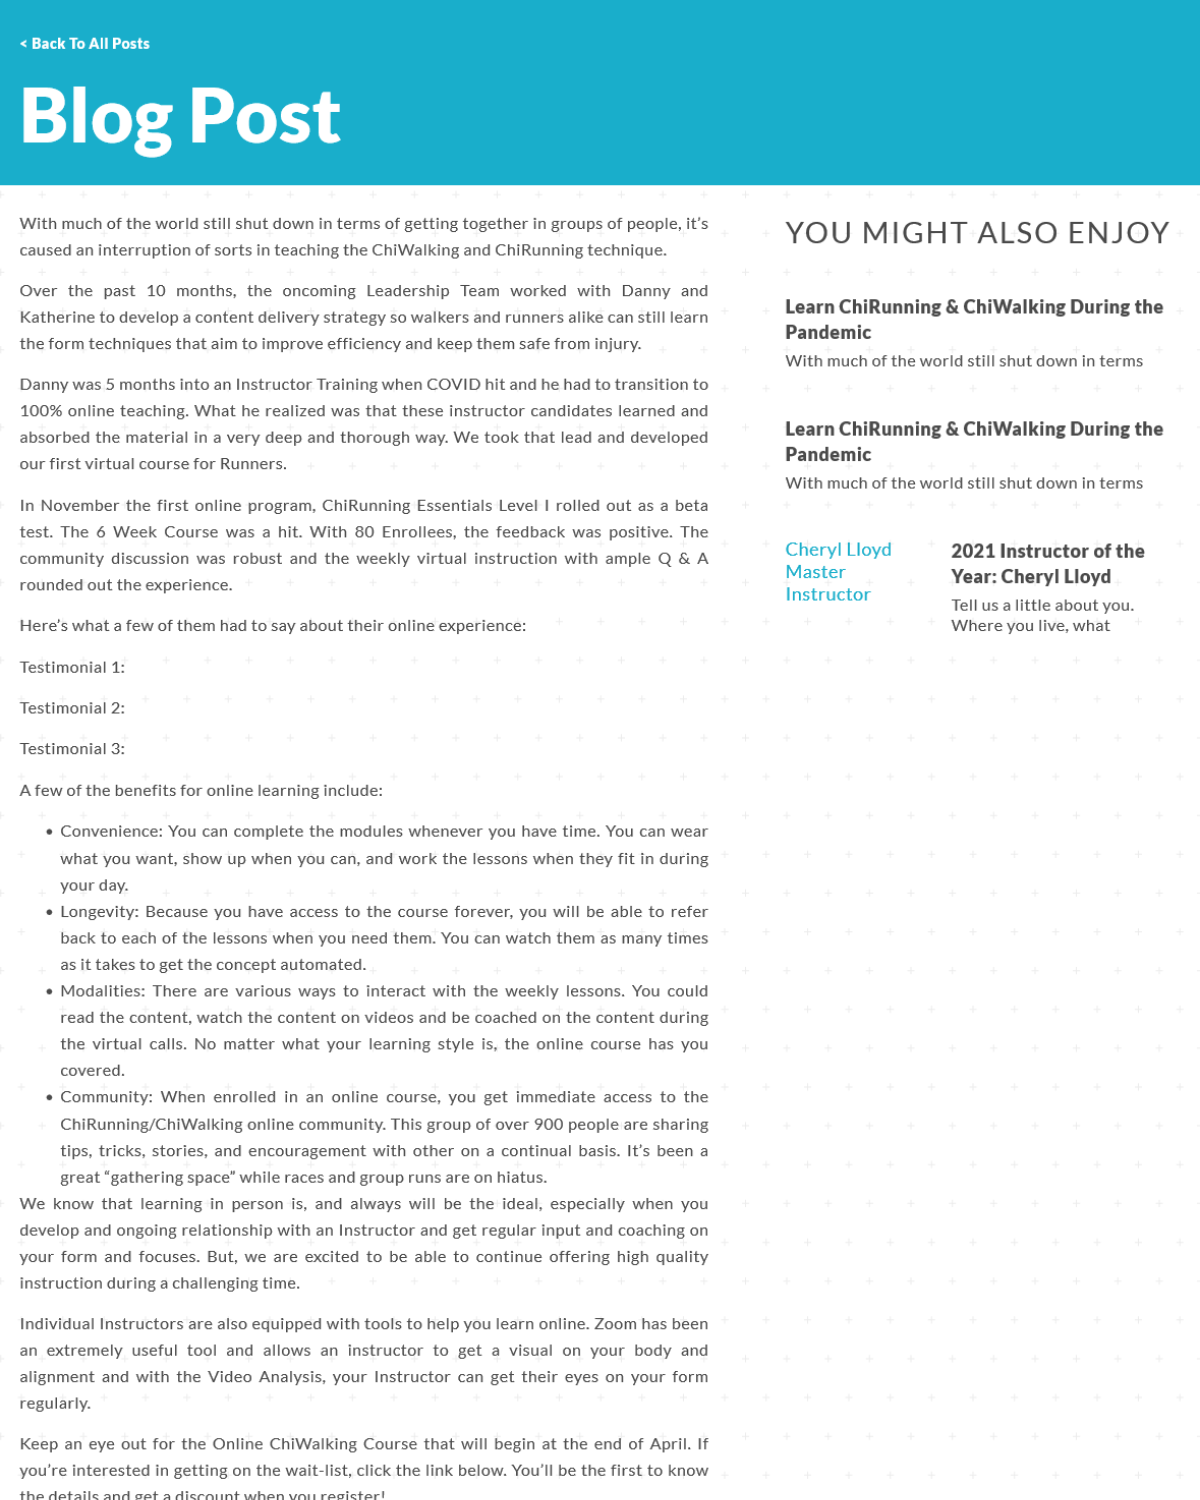 < Back To All Posts
Blog Post
With much of the world still shut down in terms of getting together in groups of people, it’s
caused an interruption of sorts in teaching the ChiWalking and ChiRunning technique.
Over the past 10 months, the oncoming Leadership Team worked with Danny and
Katherine to develop a content delivery strategy so walkers and runners alike can still learn
the form techniques that aim to improve efficiency and keep them safe from injury.
Danny was 5 months into an Instructor Training when COVID hit and he had to transition to
100% online teaching. What he realized was that these instructor candidates learned and
absorbed the material in a very deep and thorough way. We took that lead and developed
our first virtual course for Runners.
In November the first online program, ChiRunning Essentials Level I rolled out as a beta
test. The 6 Week Course was a hit. With 80 Enrollees, the feedback was positive. The
community discussion was robust and the weekly virtual instruction with ample Q & A
rounded out the experience.
Here’s what a few of them had to say about their online experience:
Testimonial 1:
Testimonial 2:
Testimonial 3:
A few of the benefits for online learning include:
• Convenience: You can complete the modules whenever you have time. You can wear
what you want, show up when you can, and work the lessons when they fit in during
your day.
• Longevity: Because you have access to the course forever, you will be able to refer
back to each of the lessons when you need them. You can watch them as many times
as it takes to get the concept automated.
• Modalities: There are various ways to interact with the weekly lessons. You could
read the content, watch the content on videos and be coached on the content during
the virtual calls. No matter what your learning style is, the online course has you
covered.
• Community: When enrolled in an online course, you get immediate access to the
ChiRunning/ChiWalking online community. This group of over 900 people are sharing
tips, tricks, stories, and encouragement with other on a continual basis. It’s been a
great “gathering space” while races and group runs are on hiatus.
We know that learning in person is, and always will be the ideal, especially when you
develop and ongoing relationship with an Instructor and get regular input and coaching on
your form and focuses. But, we are excited to be able to continue offering high quality
instruction during a challenging time.
Individual Instructors are also equipped with tools to help you learn online. Zoom has been
an extremely useful tool and allows an instructor to get a visual on your body and
alignment and with the Video Analysis, your Instructor can get their eyes on your form
regularly.
Keep an eye out for the Online ChiWalking Course that will begin at the end of April. If
you’re interested in getting on the wait-list, click the link below. You’ll be the first to know
the details and get a discount when you register!
YOU MIGHT ALSO ENJOY
Learn ChiRunning & ChiWalking During the
Pandemic
With much of the world still shut down in terms
Learn ChiRunning & ChiWalking During the
Pandemic
With much of the world still shut down in terms
Cheryl Lloyd
Master
Instructor
2021 Instructor of the
Year: Cheryl Lloyd
Tell us a little about you.
Where you live, what